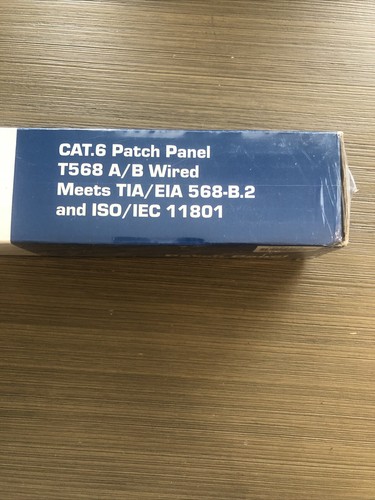 CAT.6 Patch Panel
T568 A/B Wired
Meets TIA/EIA 568-B.2
and ISO/IEC 11801